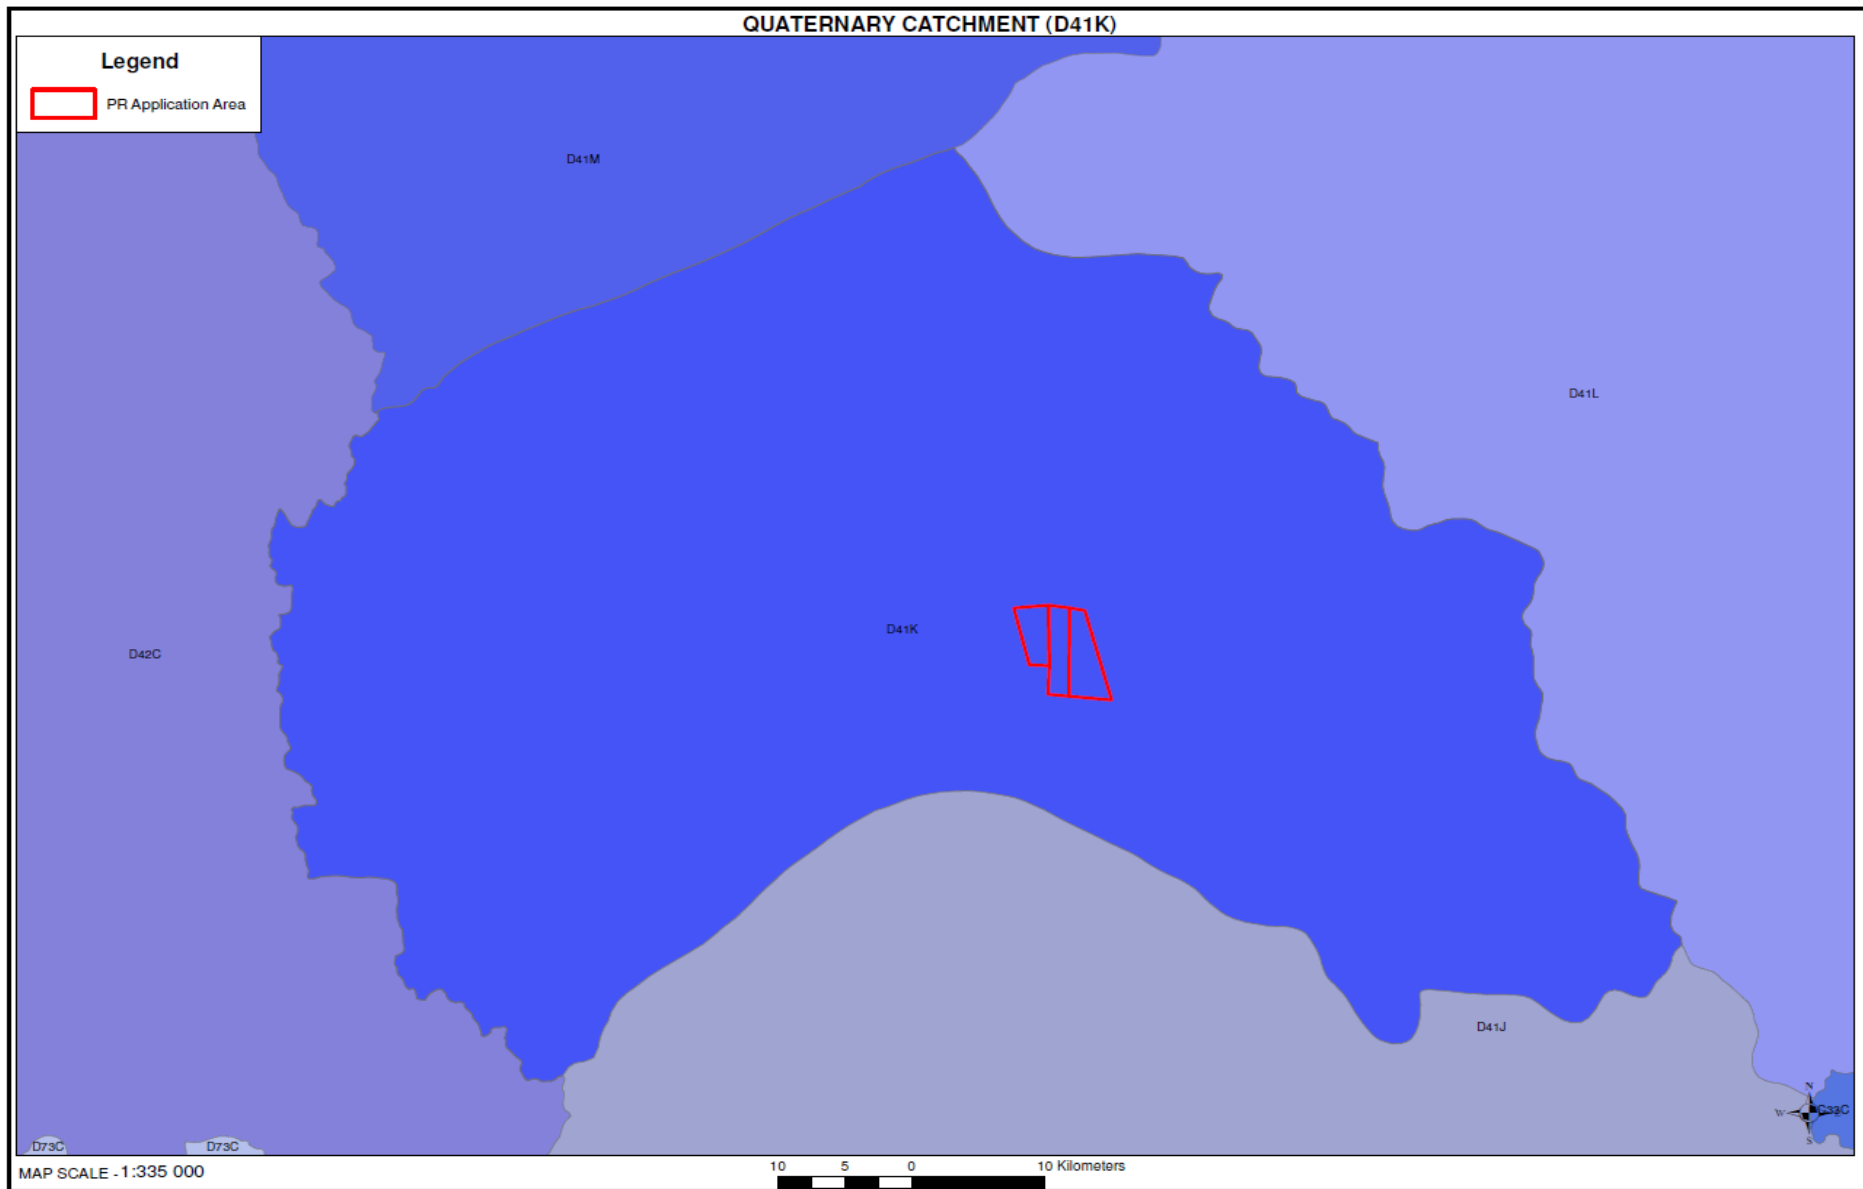 QUATERNARY CATCHMENT (D41K)
Legend
PR Application Area
D41M
D41L
D41K
D42C
D41J
N
W
S
C33C
D73C
D73C
MAP SCALE - 1:335 000
10 5 0 10 Kilometers